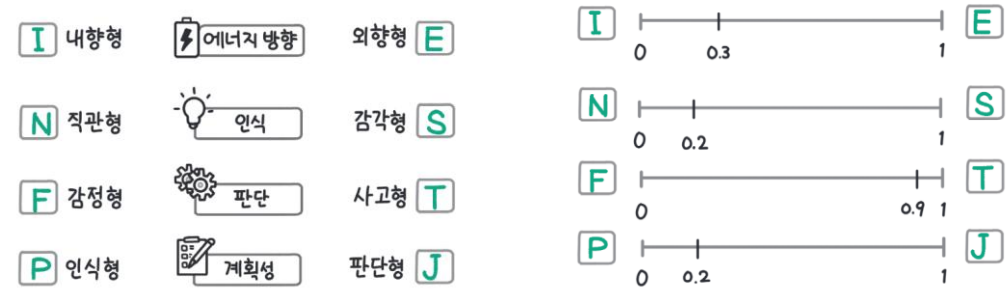 I 내향형 에너지 방향 외향형 E
N 직관형 인식 감각형 S
F 감정형 판단 사고형 T
P 인식형 계획성 판단형 J
I E
0 0.3 1
N S
0 0.2 1
F T
0 0.9 1
P J
0 0.2 1